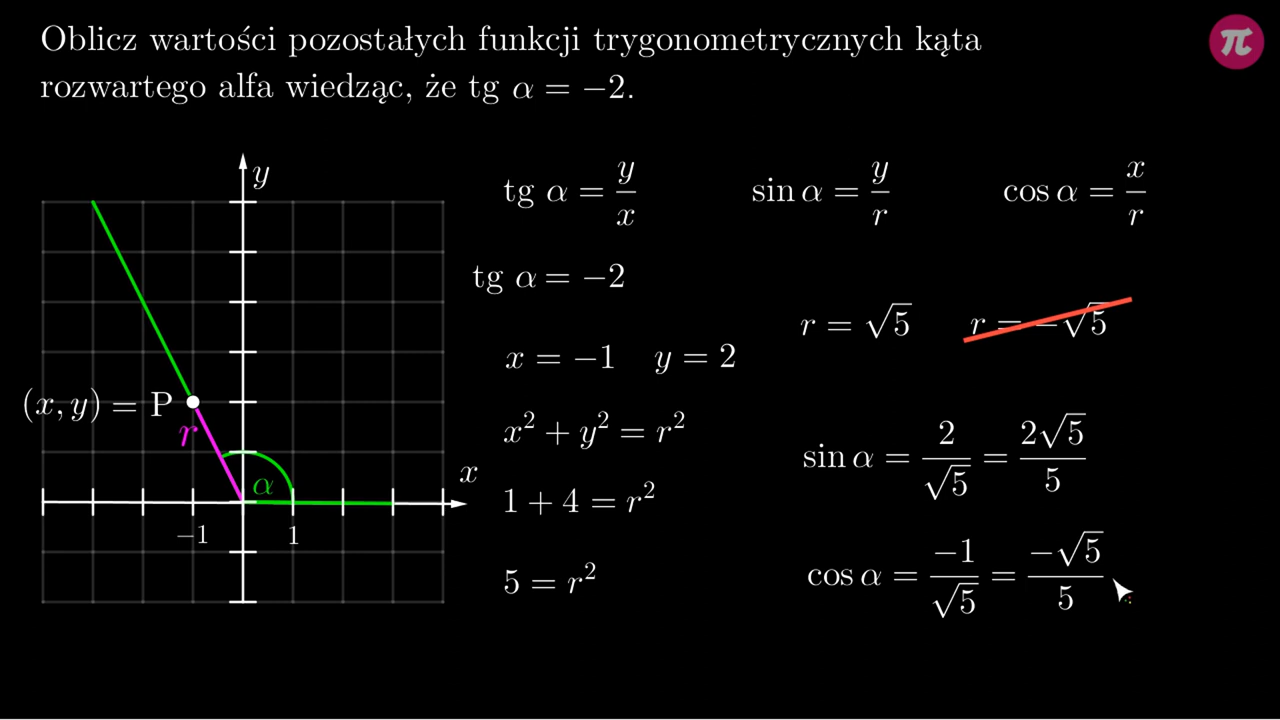 Oblicz wartości pozostałych funkcji trygonometrycznych kąta
rozwartego alfa wiedząc, że tg α = −2.
π
y
x
(x, y) = P
r
α
−1
1
tg α = y/x
sin α = y/r
cos α = x/r
tg α = −2
x = −1 y = 2
x² + y² = r²
1 + 4 = r²
5 = r²
r = √5 r = −√5
sin α = 2/√5 = 2√5/5
cos α = −1/√5 = −√5/5